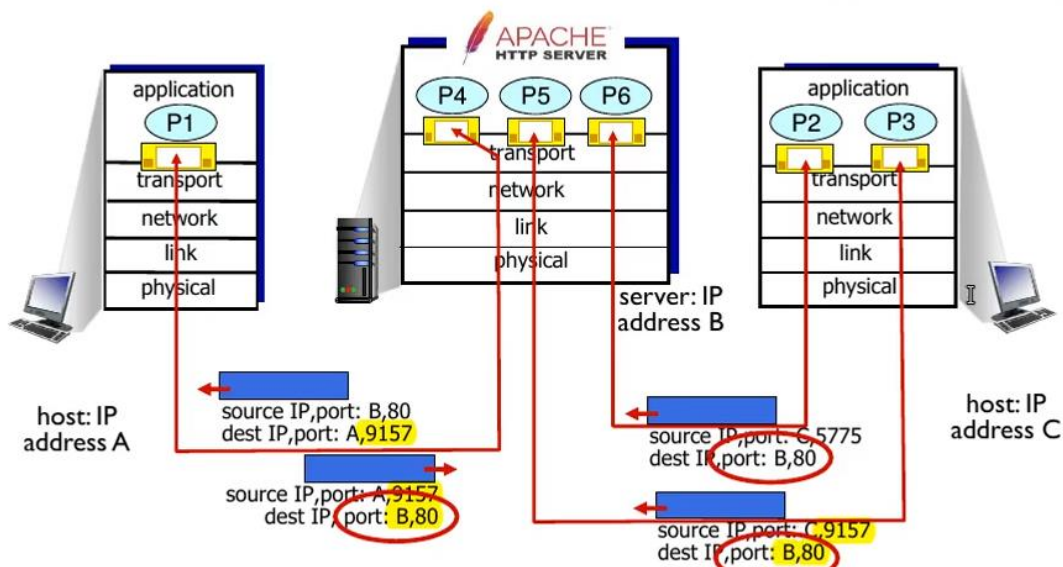 APACHE
HTTP SERVER
application
P1
transport
network
link
physical
P4 P5 P6
transport
network
link
physical
application
P2 P3
transport
network
link
physical
server: IP
address B
host: IP
address A
source IP,port: B,80
dest IP,port: A,9157
source IP,port: A,9157
dest IP, port: B,80
source IP,port: C,5775
dest IP,port: B,80
source IP,port: C,9157
dest IP,port: B,80
host: IP
address C